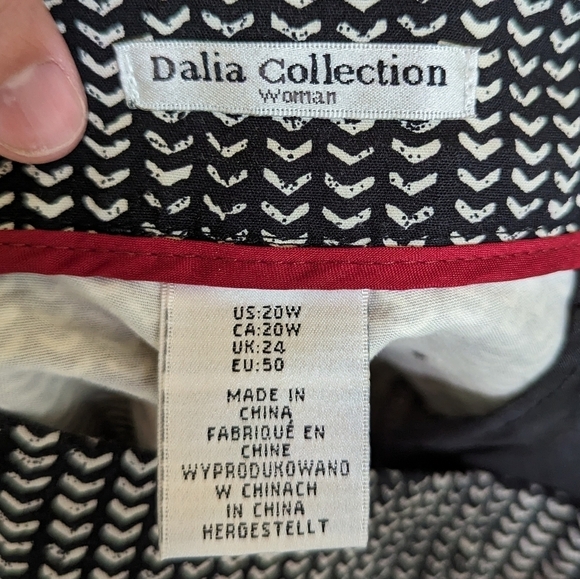 Dalia Collection
Woman
US:20W
CA:20W
UK:24
EU:50
MADE IN
CHINA
FABRIQUÉ EN
CHINE
WYPRODUKOWANO
W CHINACH
IN CHINA
HERGESTELLT